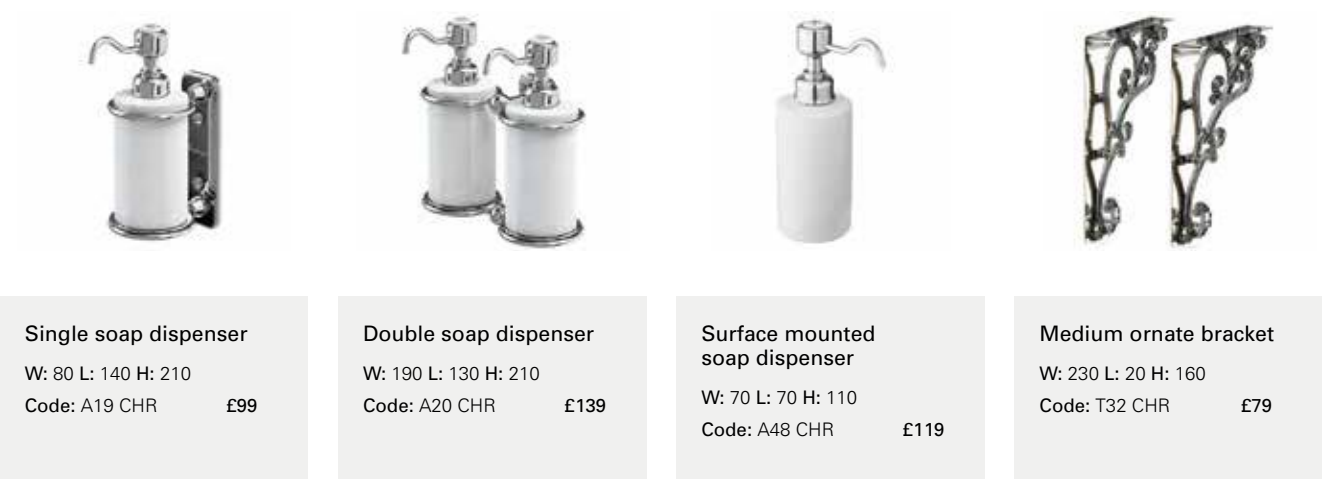 Single soap dispenser
W: 80 L: 140 H: 210
Code: A19 CHR £99
Double soap dispenser
W: 190 L: 130 H: 210
Code: A20 CHR £139
Surface mounted
soap dispenser
W: 70 L: 70 H: 110
Code: A48 CHR £119
Medium ornate bracket
W: 230 L: 20 H: 160
Code: T32 CHR £79